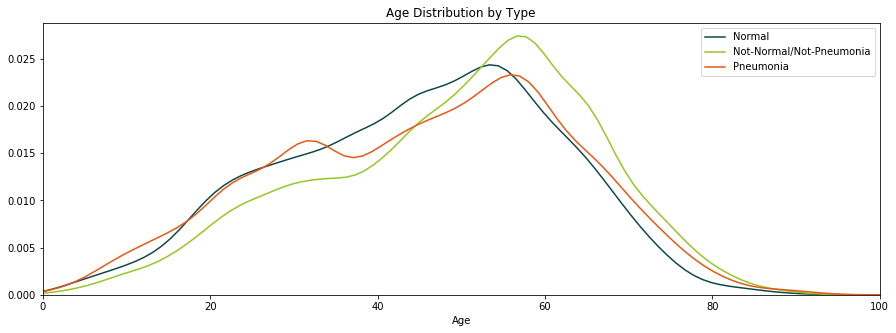 Age Distribution by Type
Normal
Not-Normal/Not-Pneumonia
Pneumonia
0.025
0.020
0.015
0.010
0.005
0.000
0 20 40 60 80 100
Age